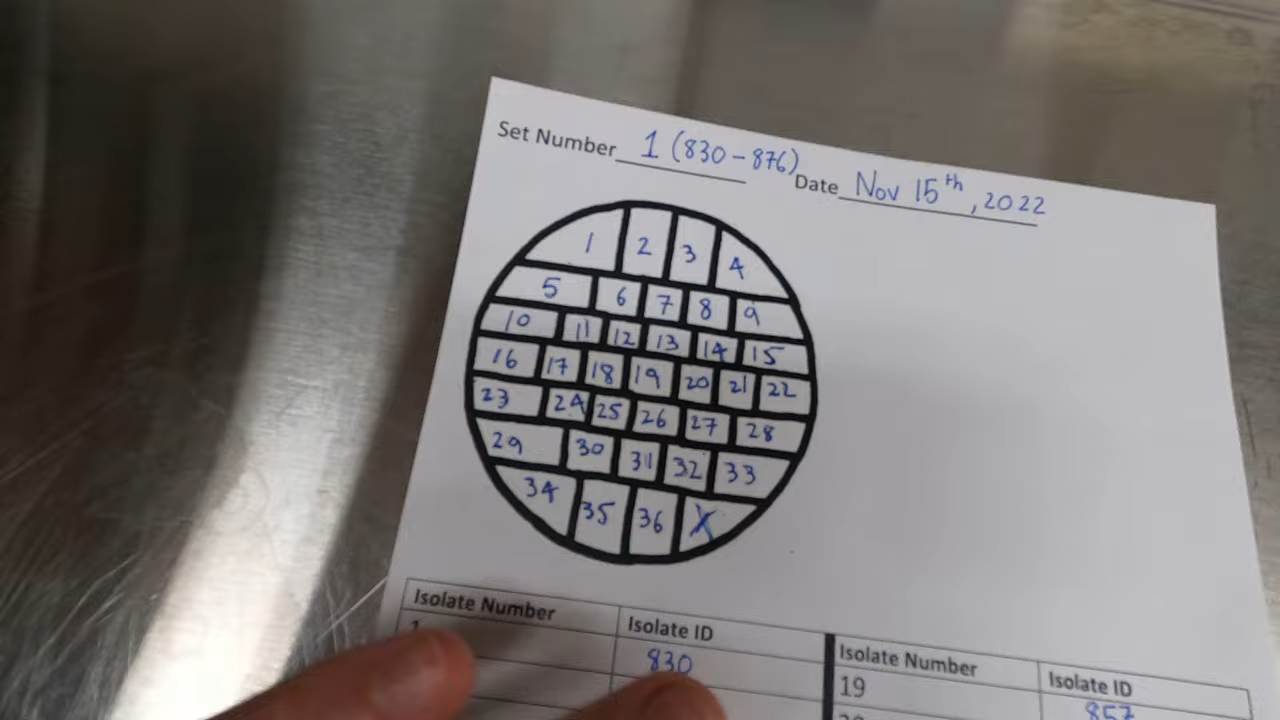 Set Number 1 (830-876) Date Nov 15th, 2022
1 2 3 4
5 6 7 8 9
10 11 12 13 14 15
16 17 18 19 20 21 22
23 24 25 26 27 28
29 30 31 32 33
34 35 36 X
Isolate Number Isolate ID Isolate Number Isolate ID
830 19 857